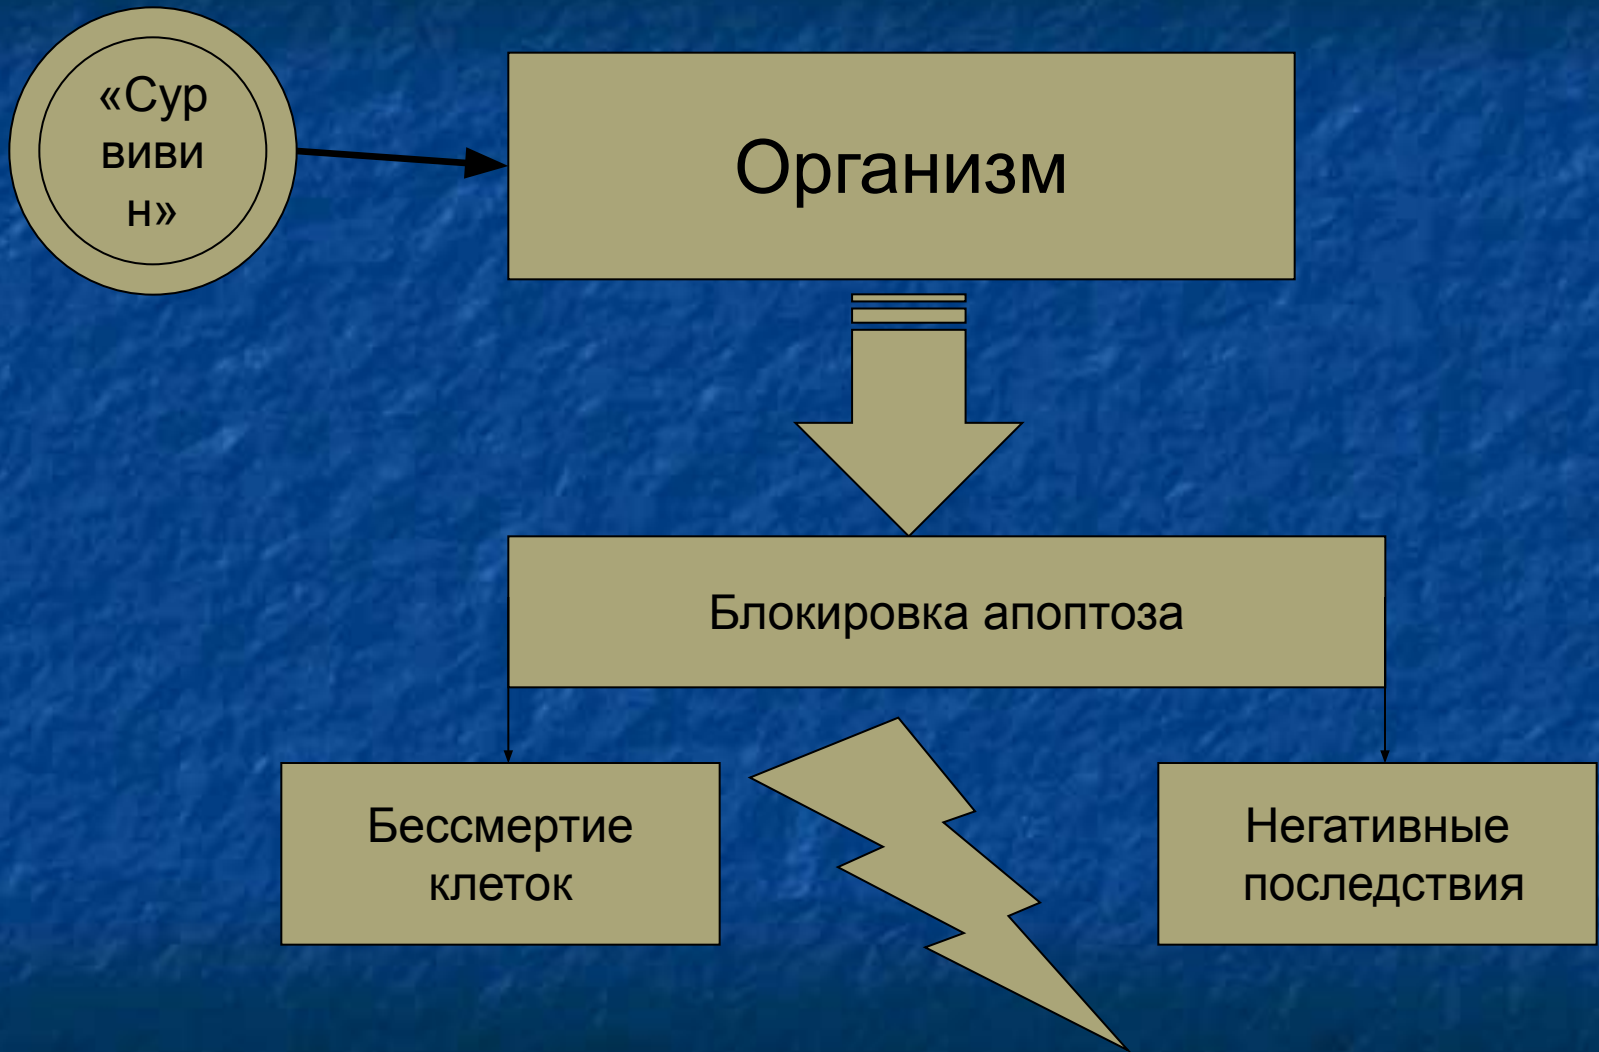 «Сур
виви
н»
Организм
Блокировка апоптоза
Бессмертие
клеток
Негативные
последствия